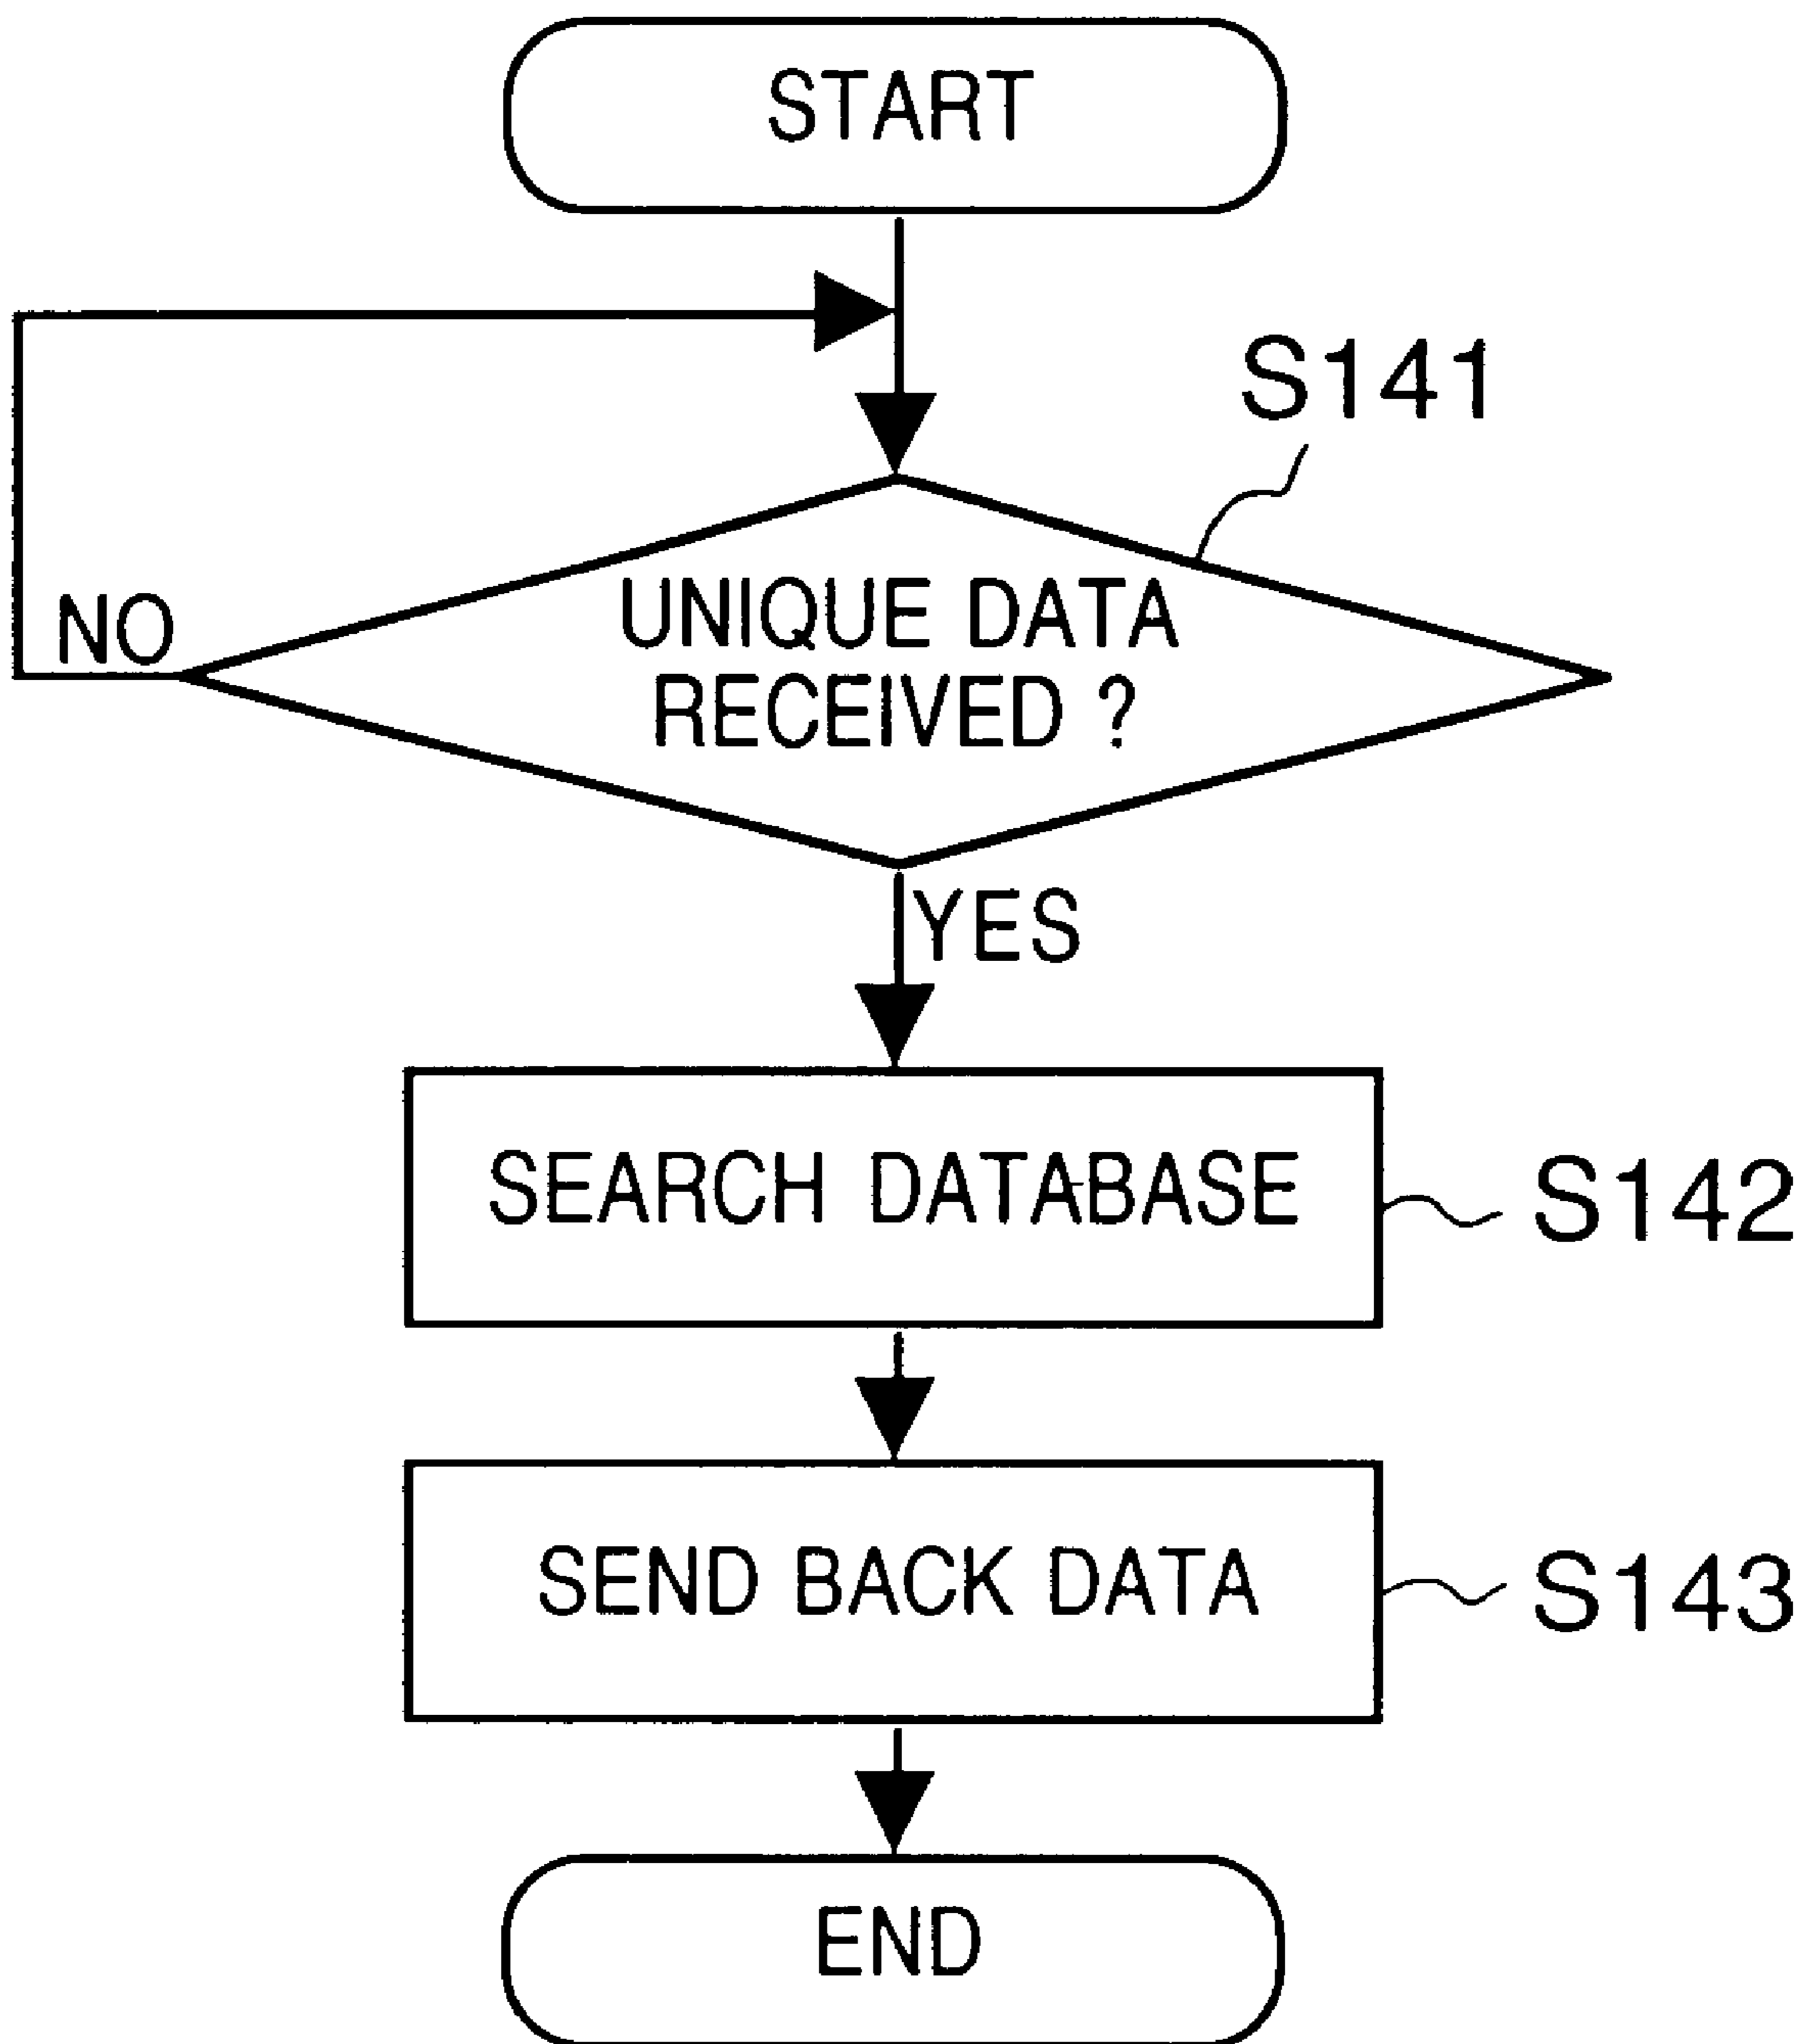 START
S141
UNIQUE DATA
RECEIVED ?
NO
YES
SEARCH DATABASE
S142
SEND BACK DATA
S143
END